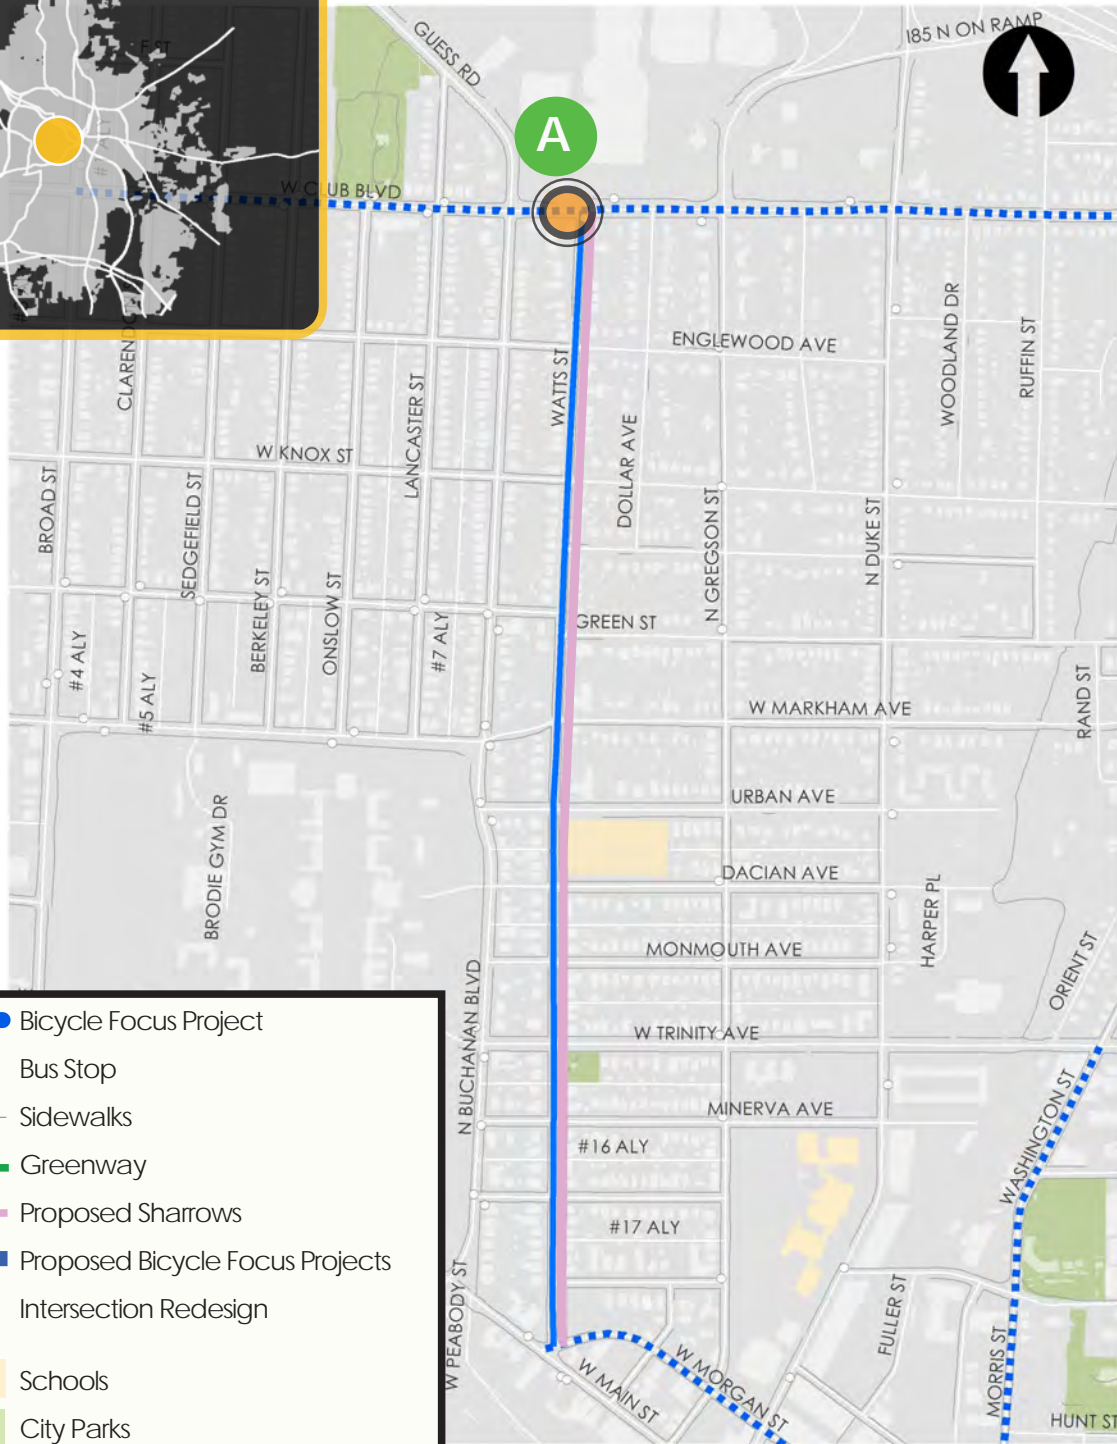 F ST
GUESS RD
I85 N ON RAMP
A
W CLUB BLVD
ENGLEWOOD AVE
WOODLAND DR
RUFFIN ST
WATTS ST
LANCASTER ST
DOLLAR AVE
W KNOX ST
BROAD ST
SEDGEFIELD ST
N GREGSON ST
N DUKE ST
BERKELEY ST
ONSLOW ST
#7 ALY
GREEN ST
#4 ALY
#5 ALY
RAND ST
W MARKHAM AVE
URBAN AVE
BRODIE GYM DR
DACIAN AVE
HARPER PL
MONMOUTH AVE
ORIENT ST
N BUCHANAN BLVD
W TRINITY AVE
MINERVA AVE
WASHINGTON ST
#16 ALY
#17 ALY
W PEABODY ST
FULLER ST
MORRIS ST
W MAIN ST
W MORGAN ST
HUNT ST
Bicycle Focus Project
Bus Stop
Sidewalks
Greenway
Proposed Sharrows
Proposed Bicycle Focus Projects
Intersection Redesign
Schools
City Parks